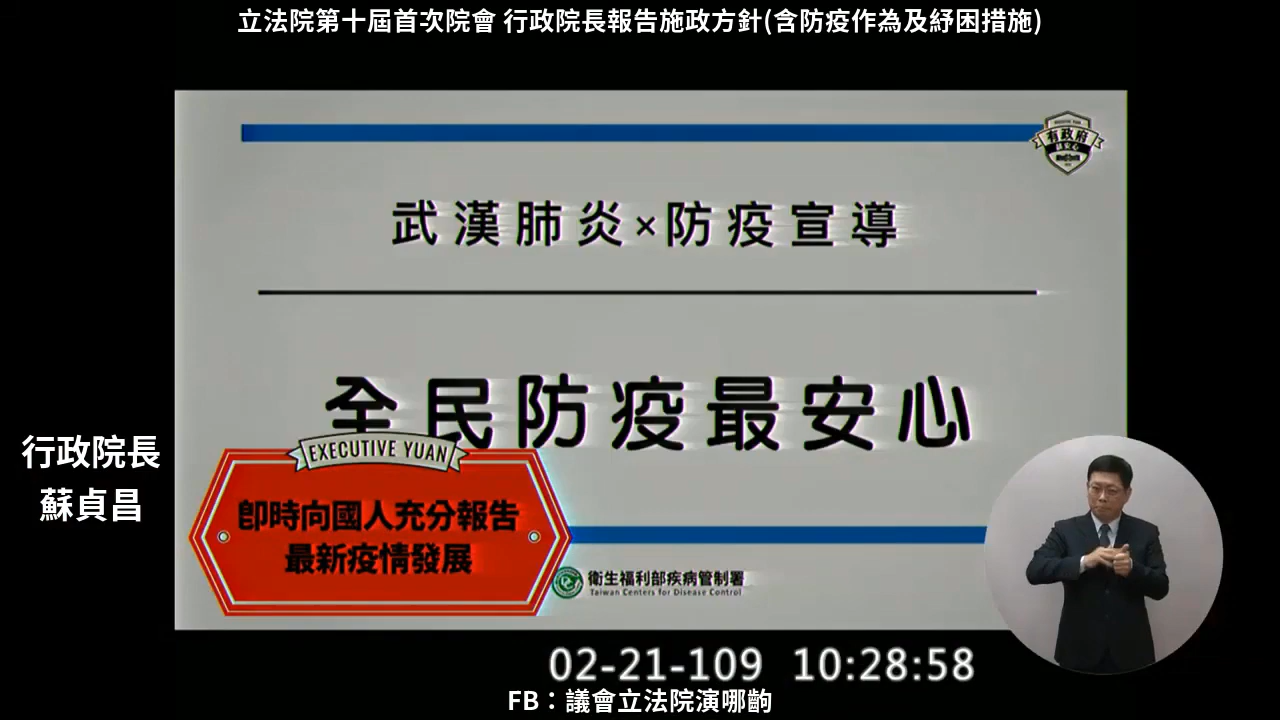 立法院第十屆首次院會 行政院長報告施政方針(含防疫作為及紓困措施)
有政府
武漢肺炎×防疫宣導
全民防疫最安心
行政院長
蘇貞昌
EXECUTIVE YUAN
即時向國人充分報告
最新疫情發展
衛生福利部疾病管制署
Taiwan Centers for Disease Control
02-21-109 10:28:58
FB：議會立法院演哪齣